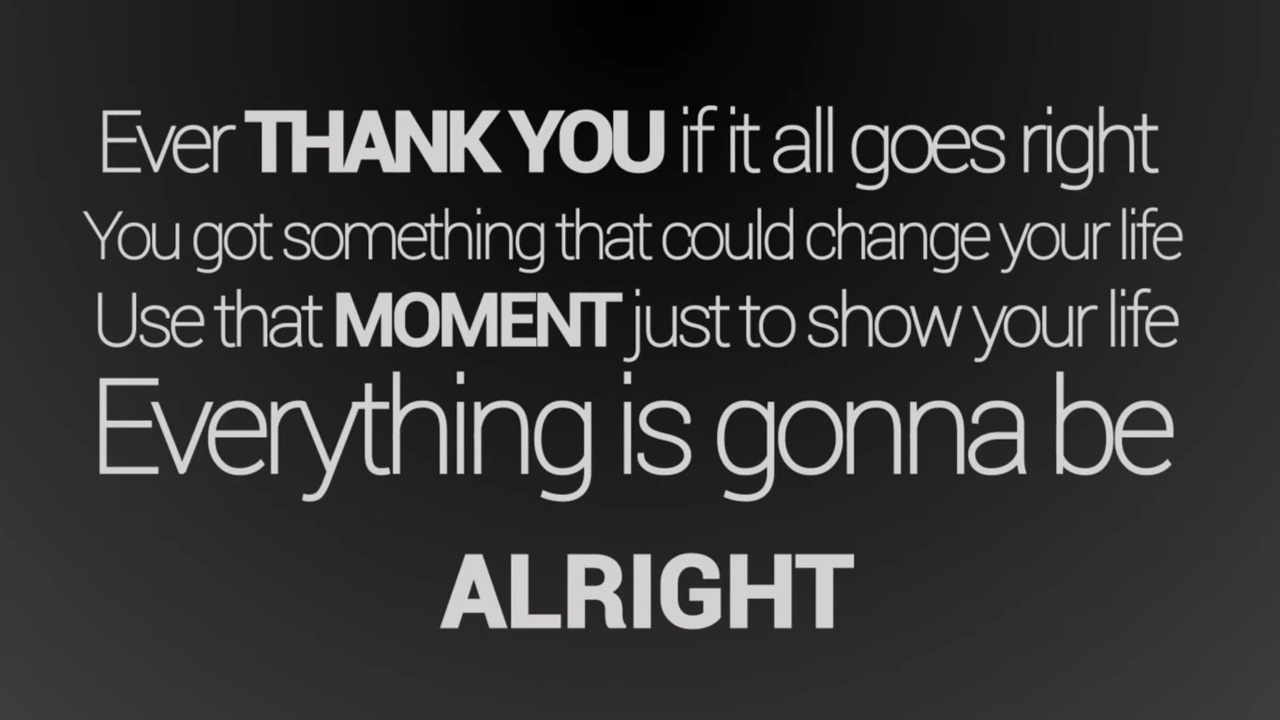 Ever THANK YOU if it all goes right
You got something that could change your life
Use that MOMENT just to show your life
Everything is gonna be
ALRIGHT